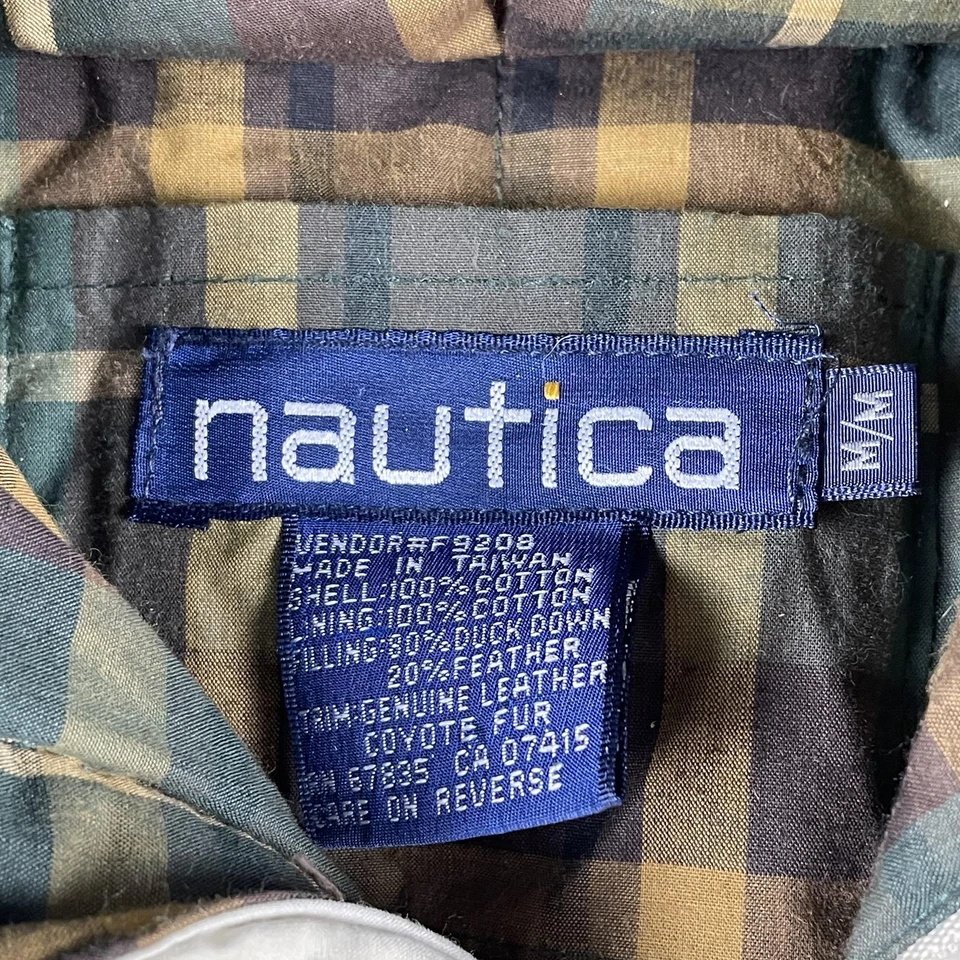 nautica
M/M
VENDOR#F9208
MADE IN TAIWAN
SHELL:100%COTTON
LINING:100%COTTON
FILLING:80%DUCK DOWN
20%FEATHER
TRIM:GENUINE LEATHER
COYOTE FUR
RN 67835 CA 07415
CARE ON REVERSE